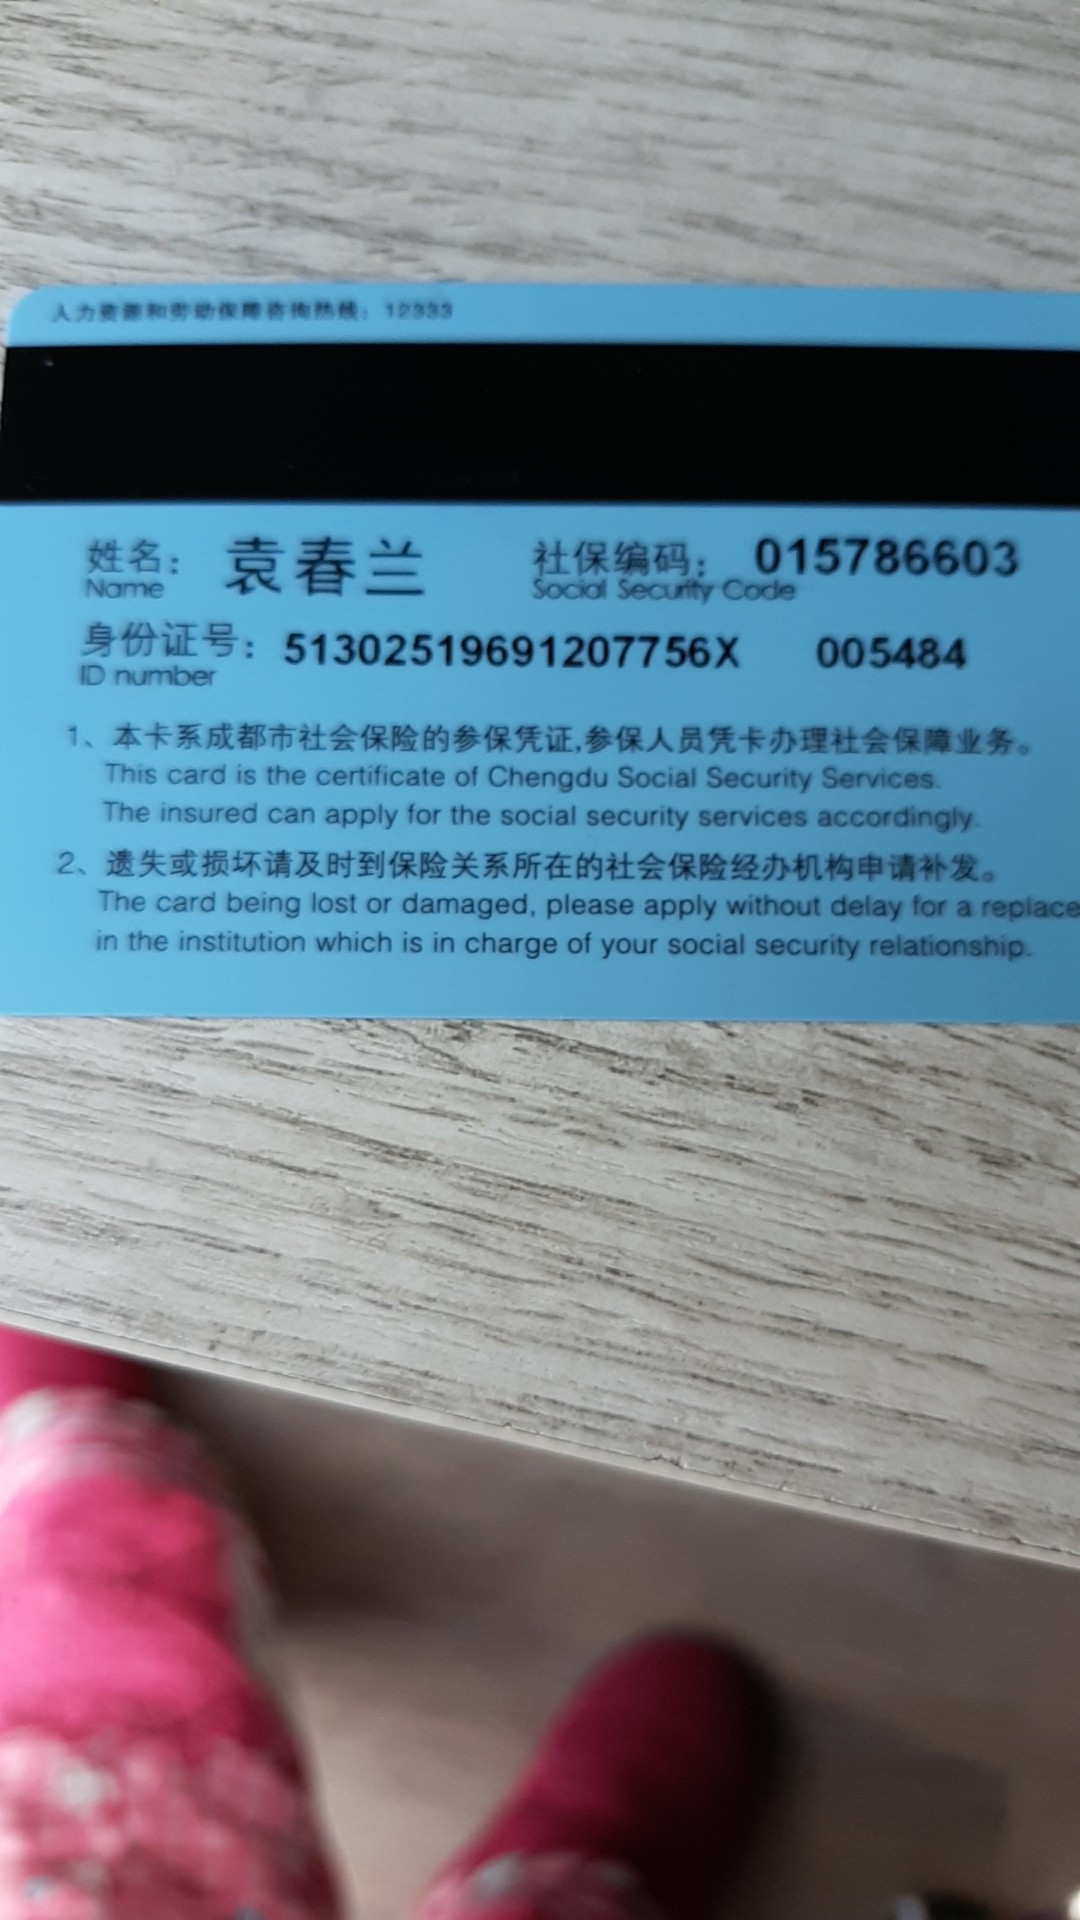 人力资源和劳动保障咨询热线：12333
姓名： 袁春兰 社保编码： 015786603
Name Social Security Code
身份证号： 51302519691207756X 005484
ID number
1、本卡系成都市社会保险的参保凭证,参保人员凭卡办理社会保障业务。
This card is the certificate of Chengdu Social Security Services.
The insured can apply for the social security services accordingly.
2、遗失或损坏请及时到保险关系所在的社会保险经办机构申请补发。
The card being lost or damaged, please apply without delay for a replace
in the institution which is in charge of your social security relationship.